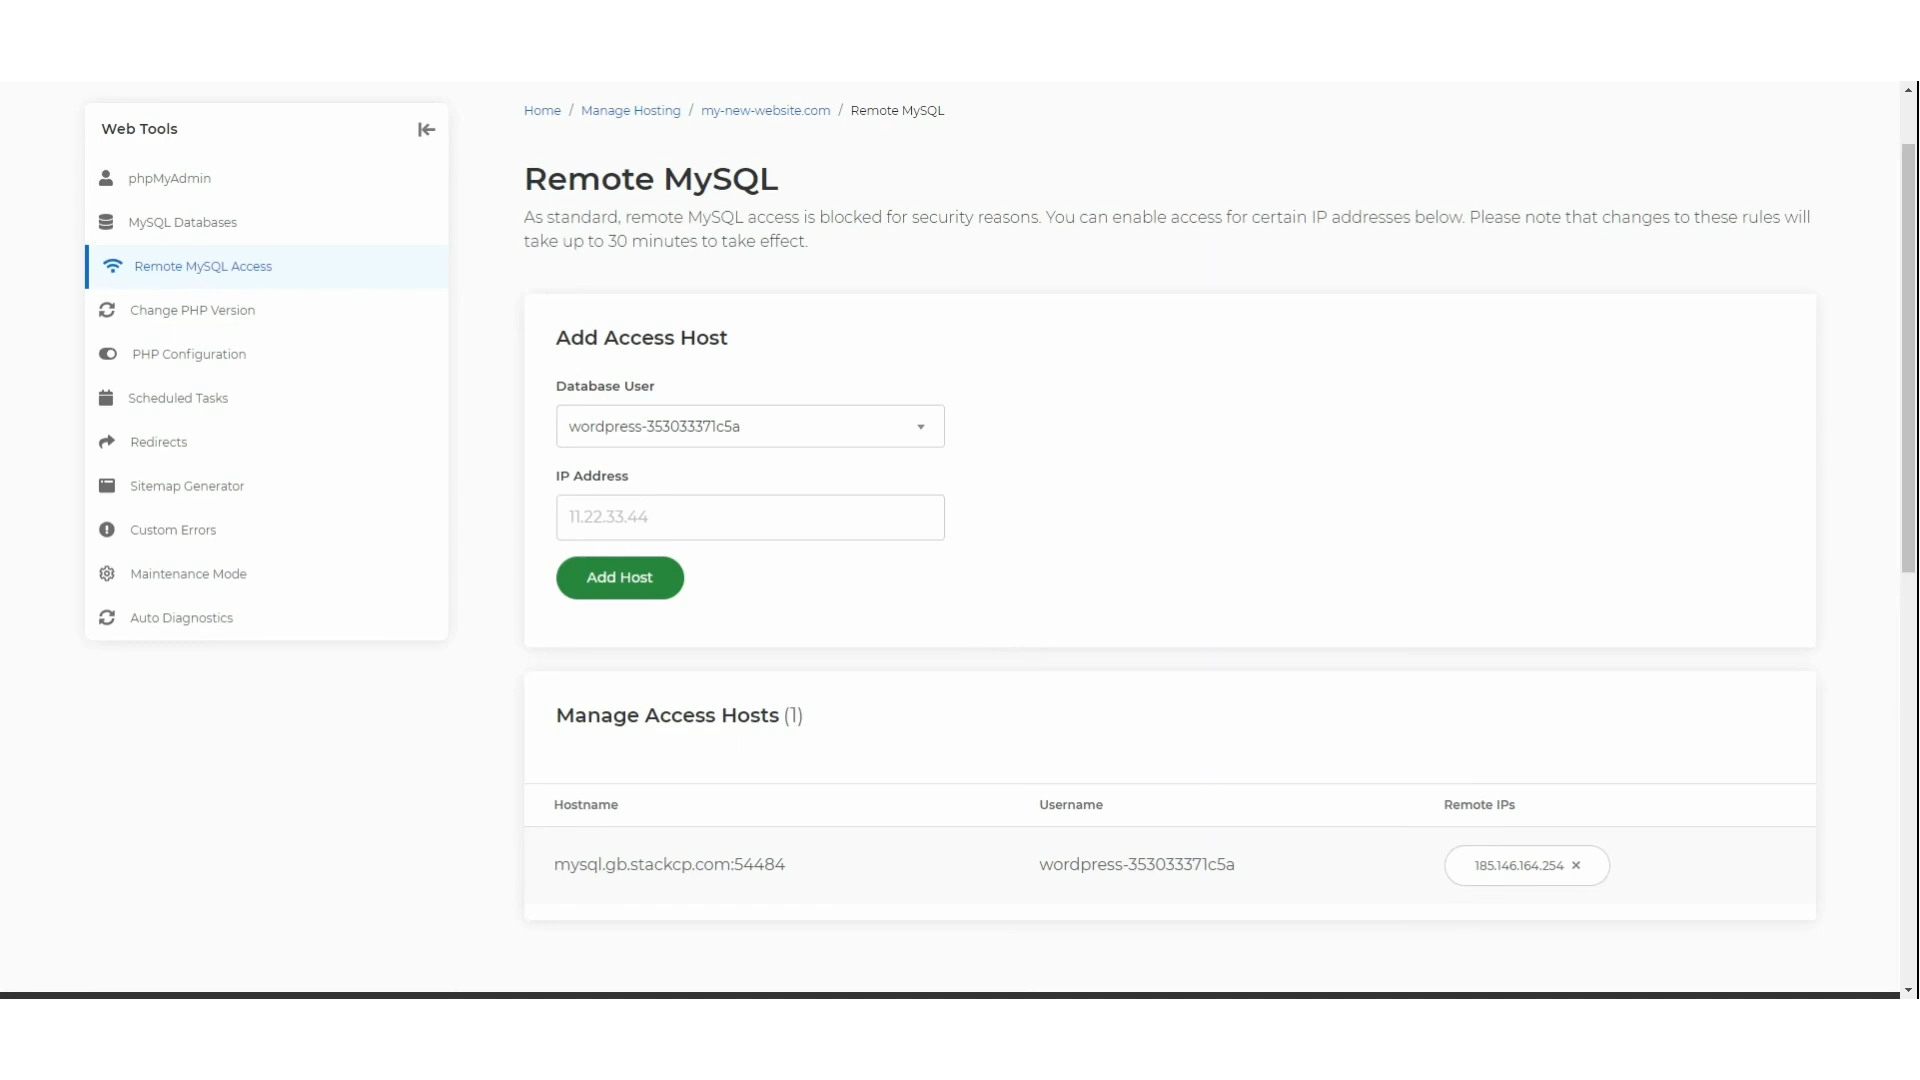 Web Tools
phpMyAdmin
MySQL Databases
Remote MySQL Access
Change PHP Version
PHP Configuration
Scheduled Tasks
Redirects
Sitemap Generator
Custom Errors
Maintenance Mode
Auto Diagnostics
Home / Manage Hosting / my-new-website.com / Remote MySQL
Remote MySQL
As standard, remote MySQL access is blocked for security reasons. You can enable access for certain IP addresses below. Please note that changes to these rules will
take up to 30 minutes to take effect.
Add Access Host
Database User
wordpress-353033371c5a
IP Address
11.22.33.44
Add Host
Manage Access Hosts (1)
Hostname Username Remote IPs
mysql.gb.stackcp.com:54484 wordpress-353033371c5a 185.146.164.254 ×